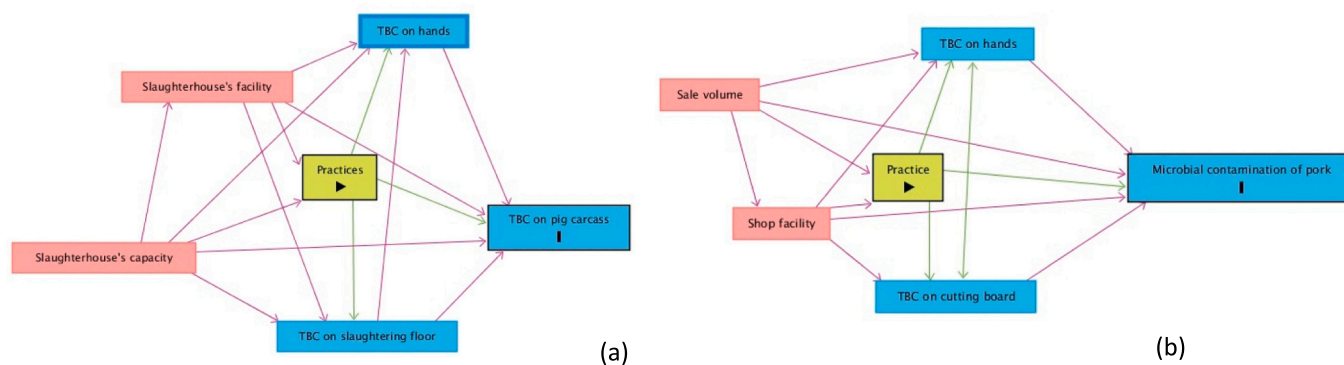 TBC on hands
Slaughterhouse's facility
Practices
TBC on pig carcass
Slaughterhouse's capacity
TBC on slaughtering floor
(a)
TBC on hands
Sale volume
Practice
Microbial contamination of pork
Shop facility
TBC on cutting board
(b)